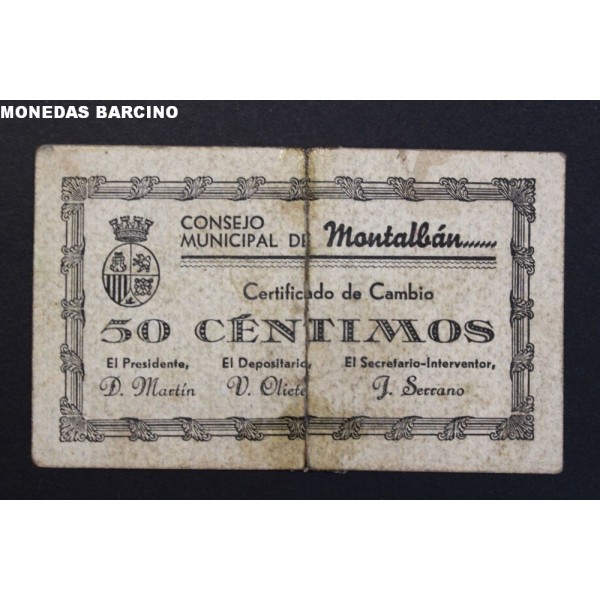 MONEDAS BARCINO
CONSEJO
MUNICIPAL DE Montalbán......
Certificado de Cambio
50 CÉNTIMOS
El Presidente, El Depositario, El Secretario-Interventor,
D. Martín V. Oliete J. Serrano